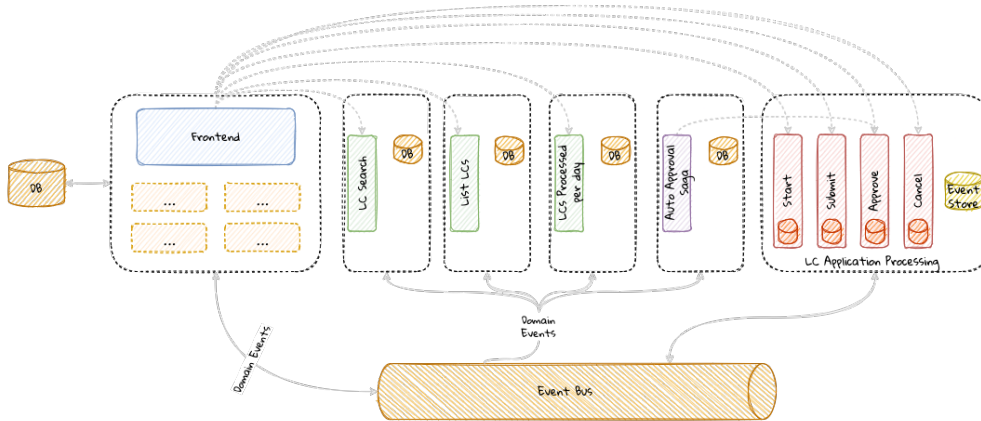 Frontend
DB
...
...
...
...
LC Search
DB
List LCs
DB
LCs Processed
per day
DB
Auto Approval
Saga
DB
Start
Submit
Approve
Cancel
Event
Store
LC Application Processing
Domain
Events
Domain Events
Event Bus